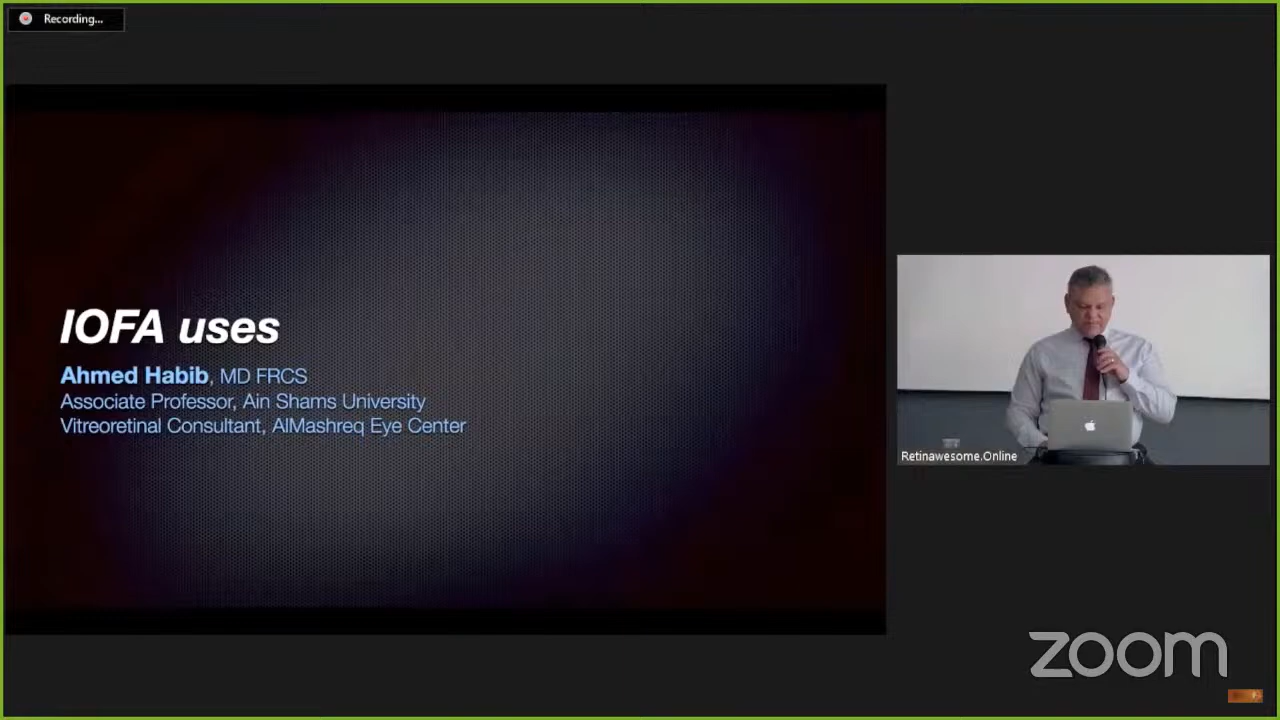 Recording...
IOFA uses
Ahmed Habib, MD FRCS
Associate Professor, Ain Shams University
Vitreoretinal Consultant, AlMashreq Eye Center
Retinawesome.Online
zoom